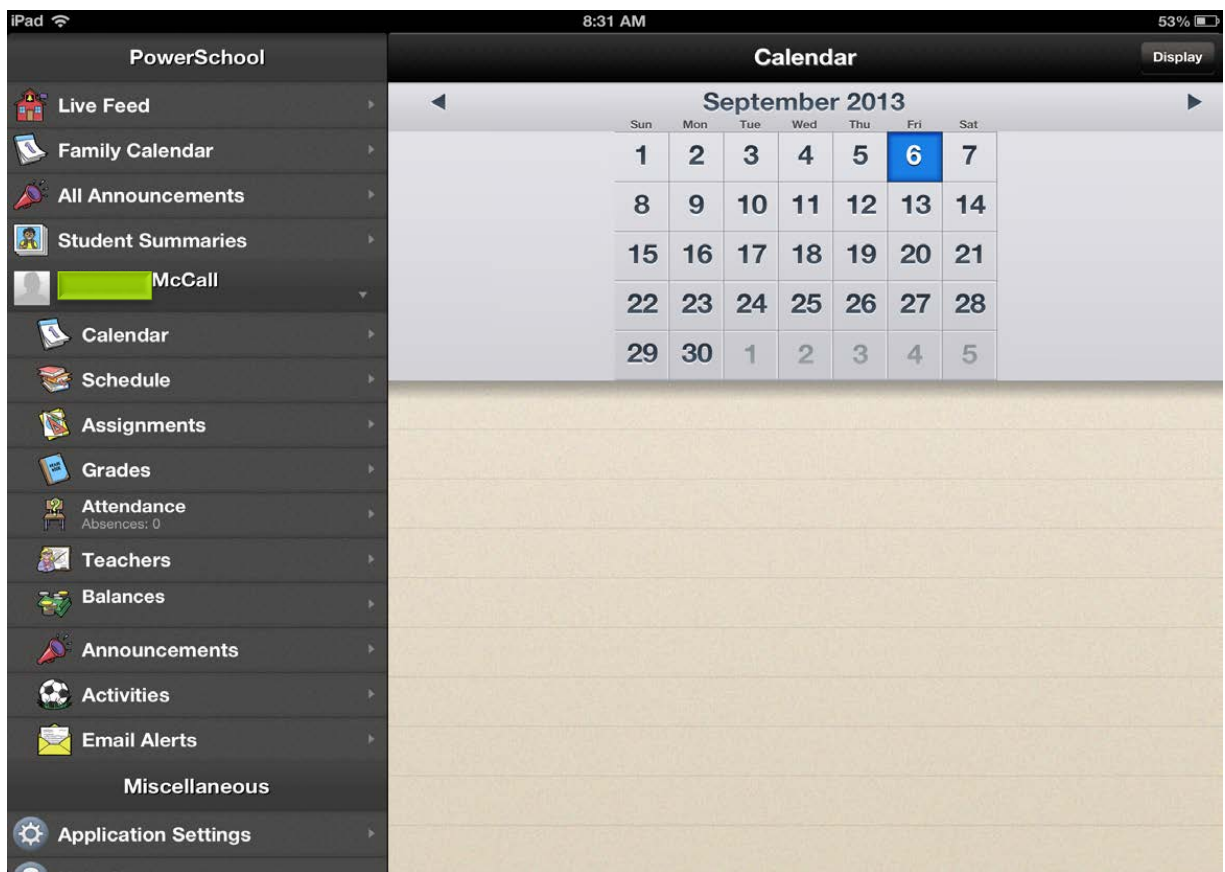 iPad 8:31 AM 53%
PowerSchool
Live Feed
Family Calendar
All Announcements
Student Summaries
McCall
Calendar
Schedule
Assignments
Grades
Attendance
Absences: 0
Teachers
Balances
Announcements
Activities
Email Alerts
Miscellaneous
Application Settings
Calendar
Display
September 2013
Sun Mon Tue Wed Thu Fri Sat
1 2 3 4 5 6 7
8 9 10 11 12 13 14
15 16 17 18 19 20 21
22 23 24 25 26 27 28
29 30 1 2 3 4 5